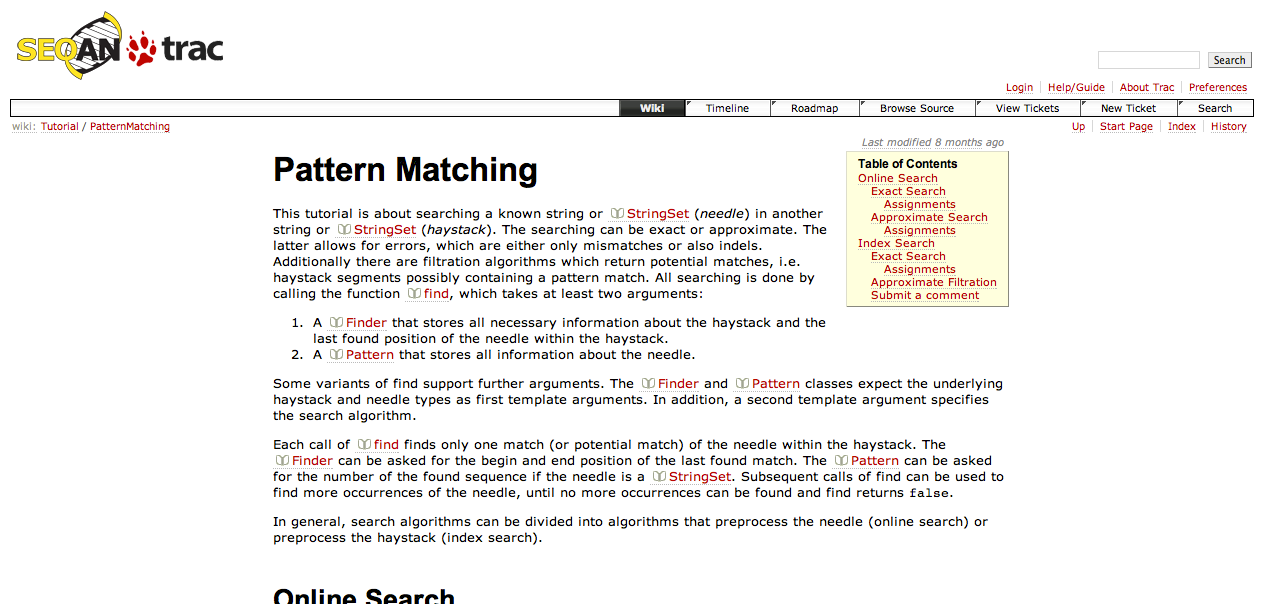 SEQAN trac
Search
Login Help/Guide About Trac Preferences
Wiki Timeline Roadmap Browse Source View Tickets New Ticket Search
wiki: Tutorial / PatternMatching
Up Start Page Index History
Last modified 8 months ago
Pattern Matching
Table of Contents
Online Search
Exact Search
Assignments
Approximate Search
Assignments
Index Search
Exact Search
Assignments
Approximate Filtration
Submit a comment
This tutorial is about searching a known string or StringSet (needle) in another
string or StringSet (haystack). The searching can be exact or approximate. The
latter allows for errors, which are either only mismatches or also indels.
Additionally there are filtration algorithms which return potential matches, i.e.
haystack segments possibly containing a pattern match. All searching is done by
calling the function find, which takes at least two arguments:
1. A Finder that stores all necessary information about the haystack and the
last found position of the needle within the haystack.
2. A Pattern that stores all information about the needle.
Some variants of find support further arguments. The Finder and Pattern classes expect the underlying
haystack and needle types as first template arguments. In addition, a second template argument specifies
the search algorithm.
Each call of find finds only one match (or potential match) of the needle within the haystack. The
Finder can be asked for the begin and end position of the last found match. The Pattern can be asked
for the number of the found sequence if the needle is a StringSet. Subsequent calls of find can be used to
find more occurrences of the needle, until no more occurrences can be found and find returns false.
In general, search algorithms can be divided into algorithms that preprocess the needle (online search) or
preprocess the haystack (index search).
Online Search